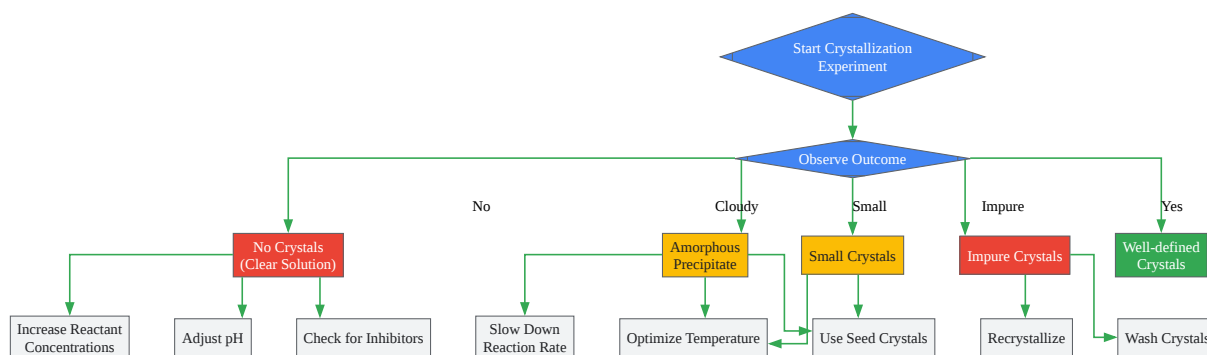 Start Crystallization
Experiment
Observe Outcome
No
Cloudy
Small
Impure
Yes
No Crystals
(Clear Solution)
Amorphous
Precipitate
Small Crystals
Impure Crystals
Well-defined
Crystals
Increase Reactant
Concentrations
Adjust pH
Check for Inhibitors
Slow Down
Reaction Rate
Optimize Temperature
Use Seed Crystals
Recrystallize
Wash Crystals